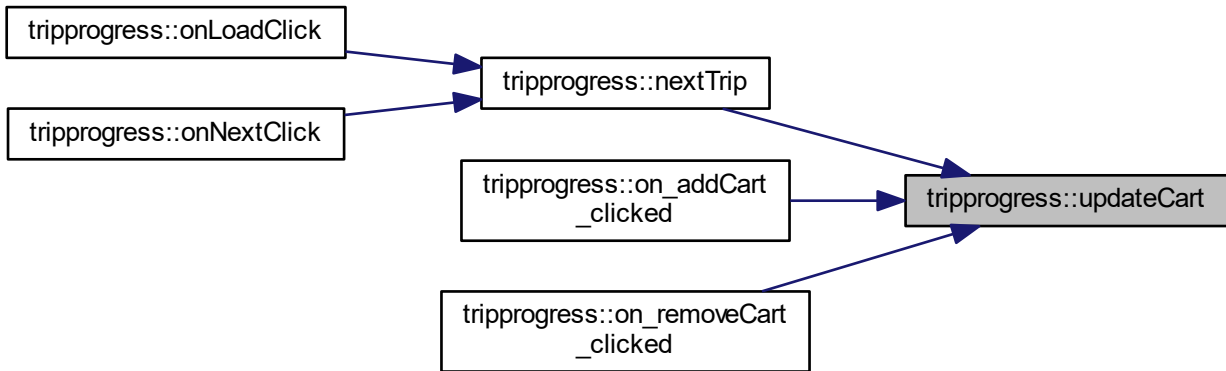 tripprogress::onLoadClick
tripprogress::onNextClick
tripprogress::nextTrip
tripprogress::on_addCart
_clicked
tripprogress::on_removeCart
_clicked
tripprogress::updateCart